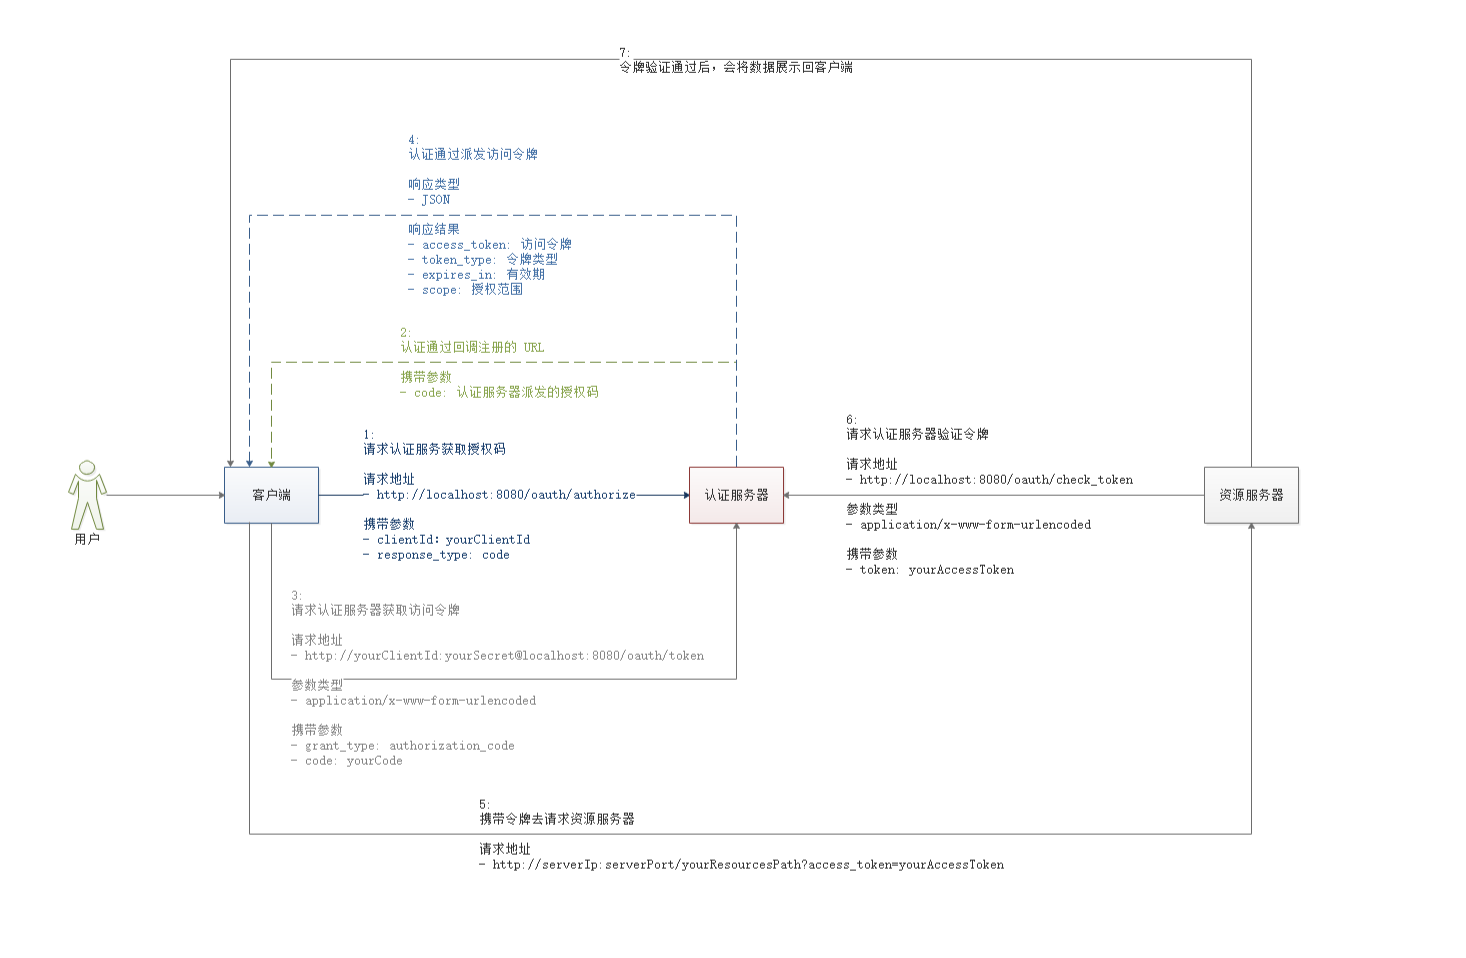 7:
令牌验证通过后，会将数据展示回客户端
4:
认证通过派发访问令牌
响应类型
- JSON
响应结果
- access_token: 访问令牌
- token_type: 令牌类型
- expires_in: 有效期
- scope: 授权范围
2:
认证通过回调注册的 URL
携带参数
- code: 认证服务器派发的授权码
1:
请求认证服务获取授权码
请求地址
- http://localhost:8080/oauth/authorize
携带参数
- clientId: yourClientId
- response_type: code
6:
请求认证服务器验证令牌
请求地址
- http://localhost:8080/oauth/check_token
参数类型
- application/x-www-form-urlencoded
携带参数
- token: yourAccessToken
用户
客户端
认证服务器
资源服务器
3:
请求认证服务器获取访问令牌
请求地址
- http://yourClientId:yourSecret@localhost:8080/oauth/token
参数类型
- application/x-www-form-urlencoded
携带参数
- grant_type: authorization_code
- code: yourCode
5:
携带令牌去请求资源服务器
请求地址
- http://serverIp:serverPort/yourResourcesPath?access_token=yourAccessToken